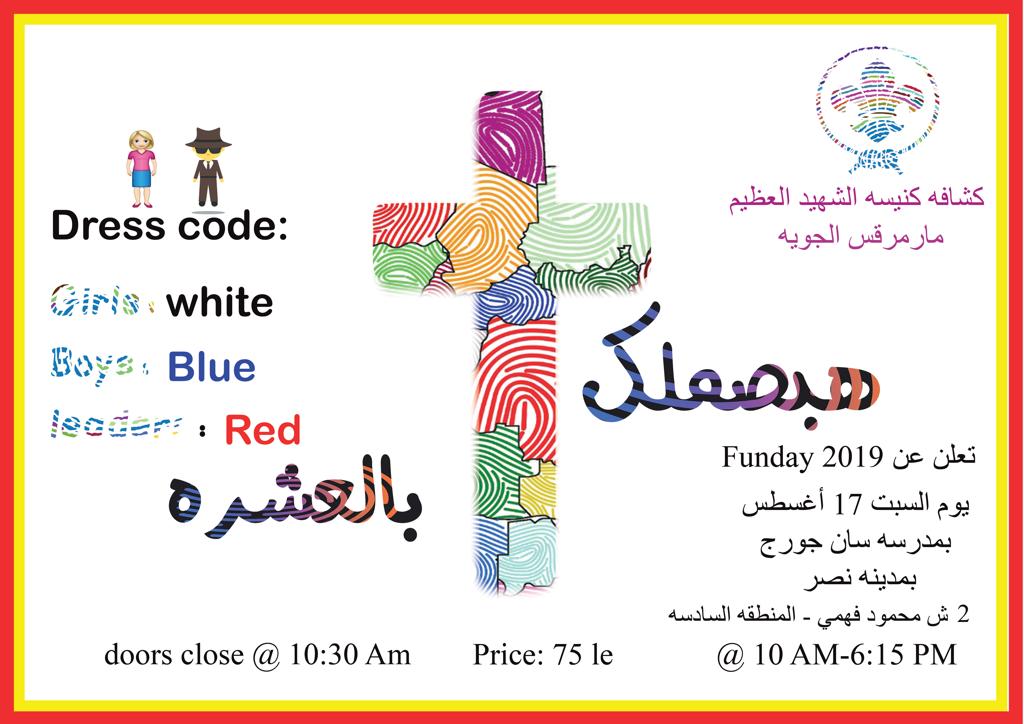 كشافه كنيسه الشهيد العظيم
مارمرقس الجويه
Dress code:
Girls: white
Boys: Blue
leaders: Red
هبصملك
بالعشره
تعلن عن Funday 2019
يوم السبت 17 أغسطس
بمدرسه سان جورج
بمدينه نصر
2 ش محمود فهمي - المنطقه السادسه
doors close @ 10:30 Am
Price: 75 le
@ 10 AM-6:15 PM